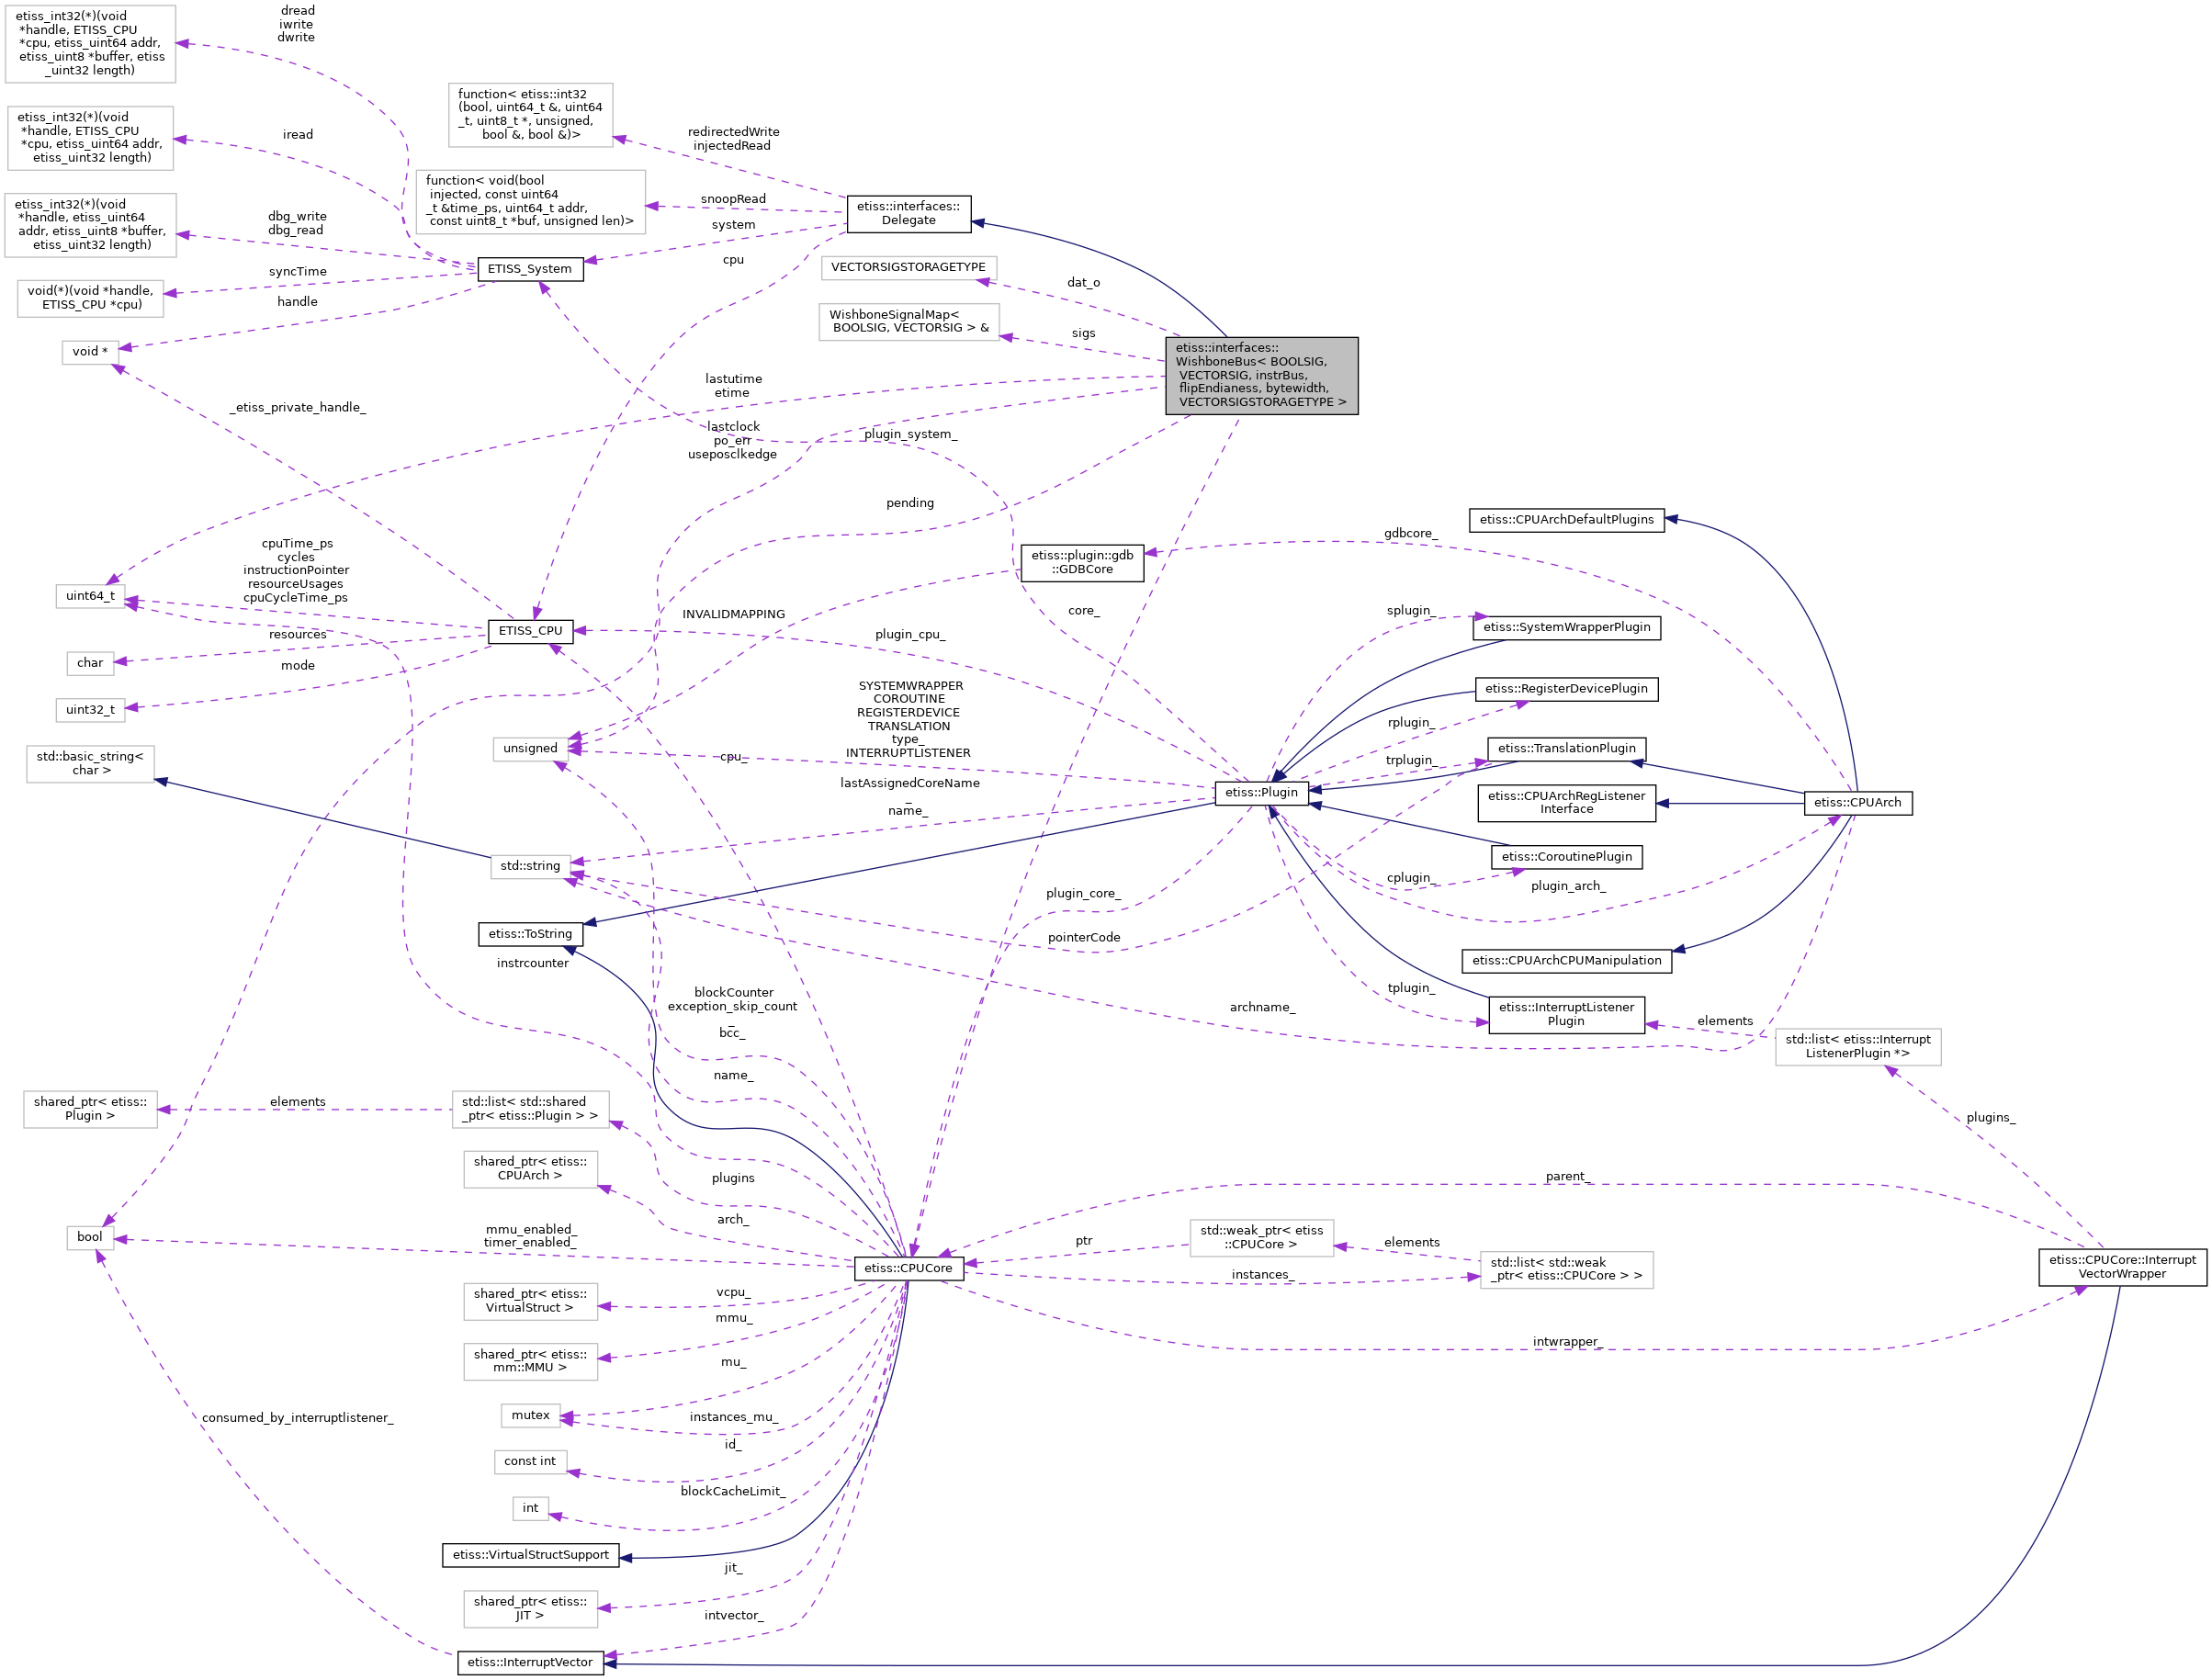 etiss_int32(*)(void
*handle, ETISS_CPU
*cpu, etiss_uint64 addr,
etiss_uint8 *buffer, etiss
_uint32 length)
dread
iwrite
dwrite
etiss_int32(*)(void
*handle, ETISS_CPU
*cpu, etiss_uint64 addr,
etiss_uint32 length)
iread
function< etiss::int32
(bool, uint64_t &, uint64
_t, uint8_t *, unsigned,
bool &, bool &)>
redirectedWrite
injectedRead
function< void(bool
injected, const uint64
_t &time_ps, uint64_t addr,
const uint8_t *buf, unsigned len)>
snoopRead
etiss::interfaces::
Delegate
etiss_int32(*)(void
*handle, etiss_uint64
addr, etiss_uint8 *buffer,
etiss_uint32 length)
dbg_write
dbg_read
system
cpu
ETISS_System
VECTORSIGSTORAGETYPE
dat_o
void(*)(void *handle,
ETISS_CPU *cpu)
syncTime
handle
WishboneSignalMap<
BOOLSIG, VECTORSIG > &
sigs
etiss::interfaces::
WishboneBus< BOOLSIG,
VECTORSIG, instrBus,
flipEndianess, bytewidth,
VECTORSIGSTORAGETYPE >
void *
_etiss_private_handle_
lastutime
etime
lastclock
po_err
useposclkedge
plugin_system_
pending
etiss::CPUArchDefaultPlugins
gdbcore_
etiss::plugin::gdb
::GDBCore
cpuTime_ps
cycles
instructionPointer
resourceUsages
cpuCycleTime_ps
uint64_t
INVALIDMAPPING
core_
splugin_
etiss::SystemWrapperPlugin
ETISS_CPU
plugin_cpu_
resources
char
mode
uint32_t
SYSTEMWRAPPER
COROUTINE
REGISTERDEVICE
TRANSLATION
type_
INTERRUPTLISTENER
etiss::RegisterDevicePlugin
rplugin_
unsigned
cpu_
etiss::TranslationPlugin
trplugin_
std::basic_string<
char >
lastAssignedCoreName
_
name_
etiss::Plugin
etiss::CPUArchRegListener
Interface
etiss::CPUArch
std::string
etiss::CoroutinePlugin
cplugin_
plugin_arch_
plugin_core_
etiss::ToString
pointerCode
etiss::CPUArchCPUManipulation
instrcounter
tplugin_
archname_
etiss::InterruptListener
Plugin
elements
std::list< etiss::Interrupt
ListenerPlugin *>
blockCounter
exception_skip_count
_
bcc_
name_
shared_ptr< etiss::
Plugin >
elements
std::list< std::shared
_ptr< etiss::Plugin > >
plugins_
shared_ptr< etiss::
CPUArch >
plugins
parent_
arch_
bool
mmu_enabled_
timer_enabled_
etiss::CPUCore
ptr
std::weak_ptr< etiss
::CPUCore >
elements
std::list< std::weak
_ptr< etiss::CPUCore > >
instances_
etiss::CPUCore::Interrupt
VectorWrapper
shared_ptr< etiss::
VirtualStruct >
vcpu_
mmu_
intwrapper_
shared_ptr< etiss::
mm::MMU >
mu_
mutex
instances_mu_
consumed_by_interruptlistener_
id_
const int
blockCacheLimit_
int
etiss::VirtualStructSupport
jit_
shared_ptr< etiss::
JIT >
intvector_
etiss::InterruptVector